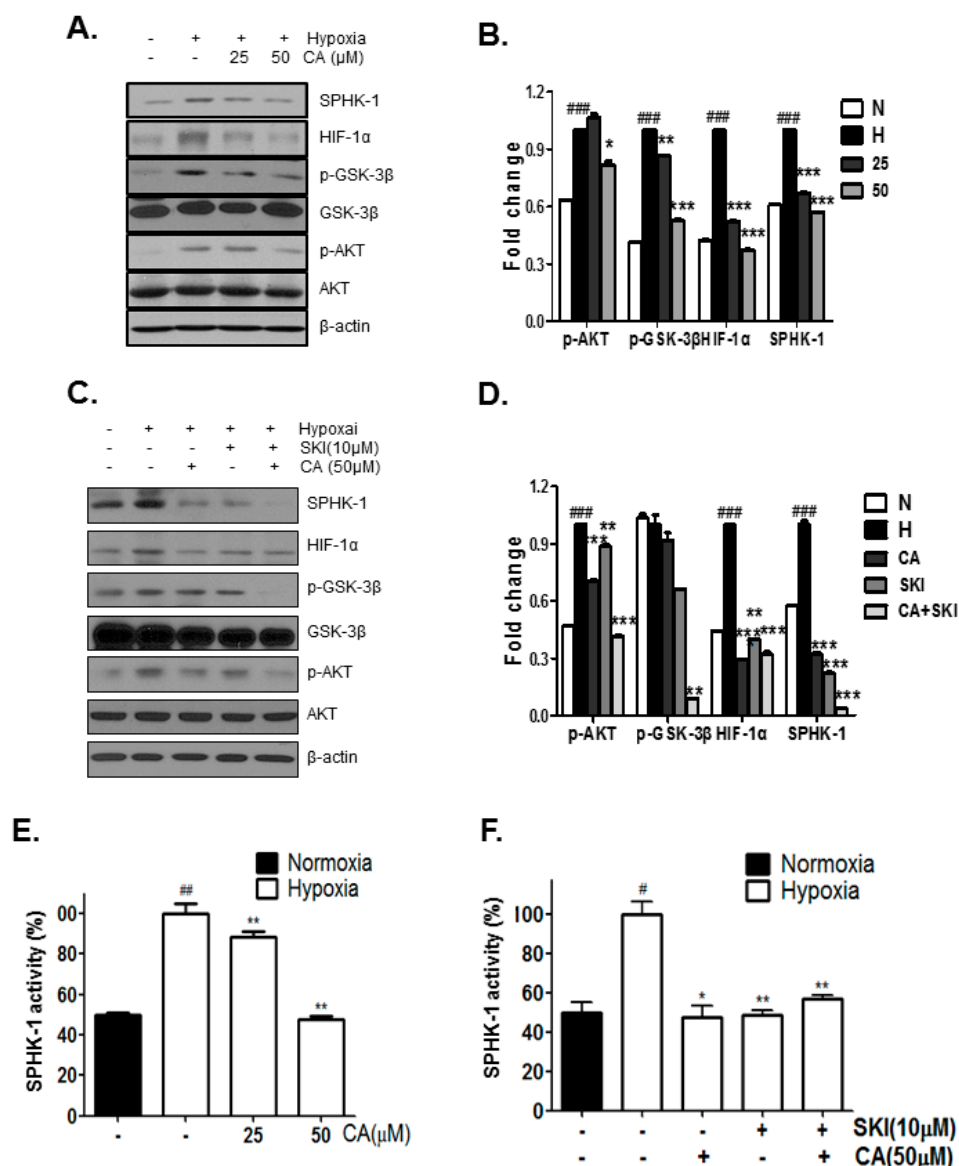 A.
- + + + Hypoxia
- - 25 50 CA (μM)
SPHK-1
HIF-1α
p-GSK-3β
GSK-3β
p-AKT
AKT
β-actin
B.
Fold change
1.2
0.9
0.6
0.3
0.0
### ### ### ###
* ** *** *** *** *** ***
p-AKT p-GSK-3βHIF-1α SPHK-1
N
H
25
50
C.
- + + + + Hypoxai
- - - + + SKI(10μM)
- - + - + CA (50μM)
SPHK-1
HIF-1α
p-GSK-3β
GSK-3β
p-AKT
AKT
β-actin
D.
Fold change
1.2
0.9
0.6
0.3
0.0
### ### ###
*** ** *** ** *** ** *** *** *** ***
p-AKT p-GSK-3β HIF-1α SPHK-1
N
H
CA
SKI
CA+SKI
E.
Normoxia
Hypoxia
SPHK-1 activity (%)
00
80
60
40
20
0
## ** **
- - 25 50 CA(μM)
F.
Normoxia
Hypoxia
SPHK-1 activity (%)
100
80
60
40
20
0
# * ** **
- - - + + SKI(10μM)
- - + - + CA(50μM)